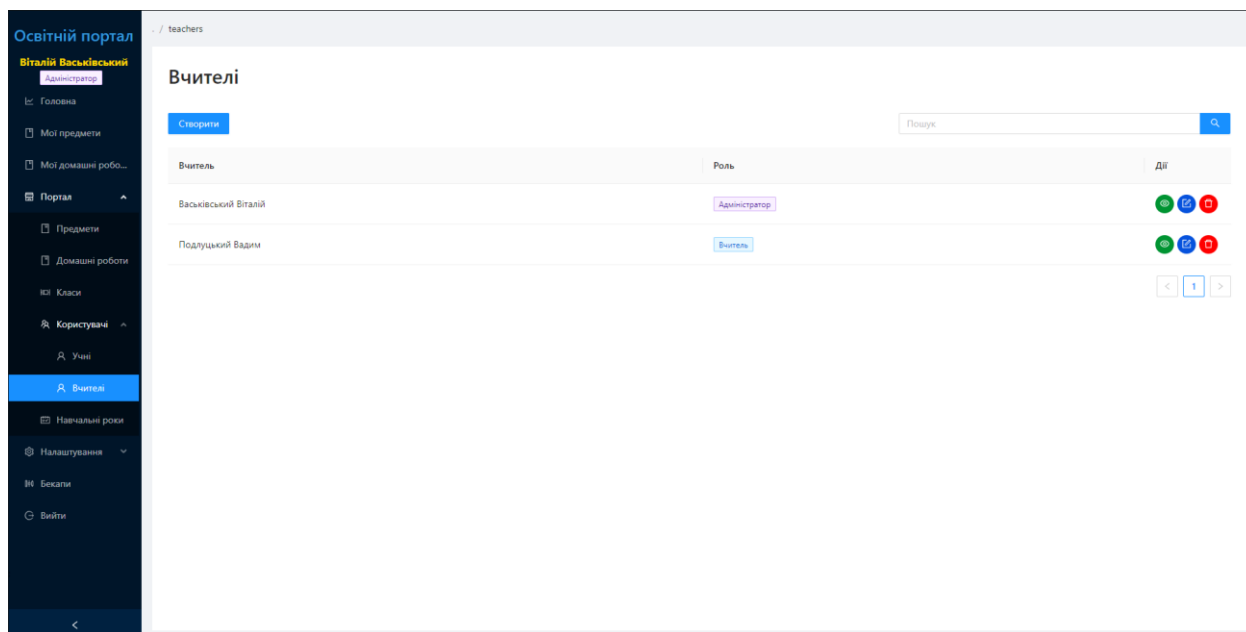 Освітній портал
Віталій Васьківський
Адміністратор
Головна
Мої предмети
Мої домашні робо...
Портал
Предмети
Домашні роботи
Класи
Користувачі
Учні
Вчителі
Навчальні роки
Налаштування
Бекапи
Вийти
. / teachers
Вчителі
Створити
Пошук
Вчитель Роль Дії
Васьківський Віталій Адміністратор
Подлуцький Вадим Вчитель
< 1 >
<